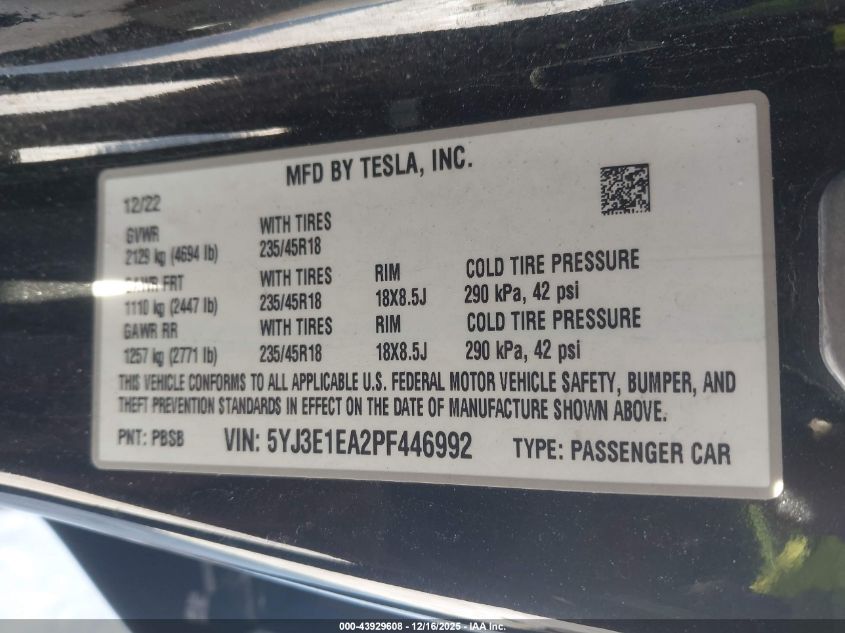 MFD BY TESLA, INC.
12/22
GVWR WITH TIRES
2129 kg (4694 lb) 235/45R18
GAWR FRT WITH TIRES RIM COLD TIRE PRESSURE
1110 kg (2447 lb) 235/45R18 18X8.5J 290 kPa, 42 psi
GAWR RR WITH TIRES RIM COLD TIRE PRESSURE
1257 kg (2771 lb) 235/45R18 18X8.5J 290 kPa, 42 psi
THIS VEHICLE CONFORMS TO ALL APPLICABLE U.S. FEDERAL MOTOR VEHICLE SAFETY, BUMPER, AND
THEFT PREVENTION STANDARDS IN EFFECT ON THE DATE OF MANUFACTURE SHOWN ABOVE.
PNT: PBSB VIN: 5YJ3E1EA2PF446992 TYPE: PASSENGER CAR
000-43929608 - 12/16/2025 - IAA Inc.